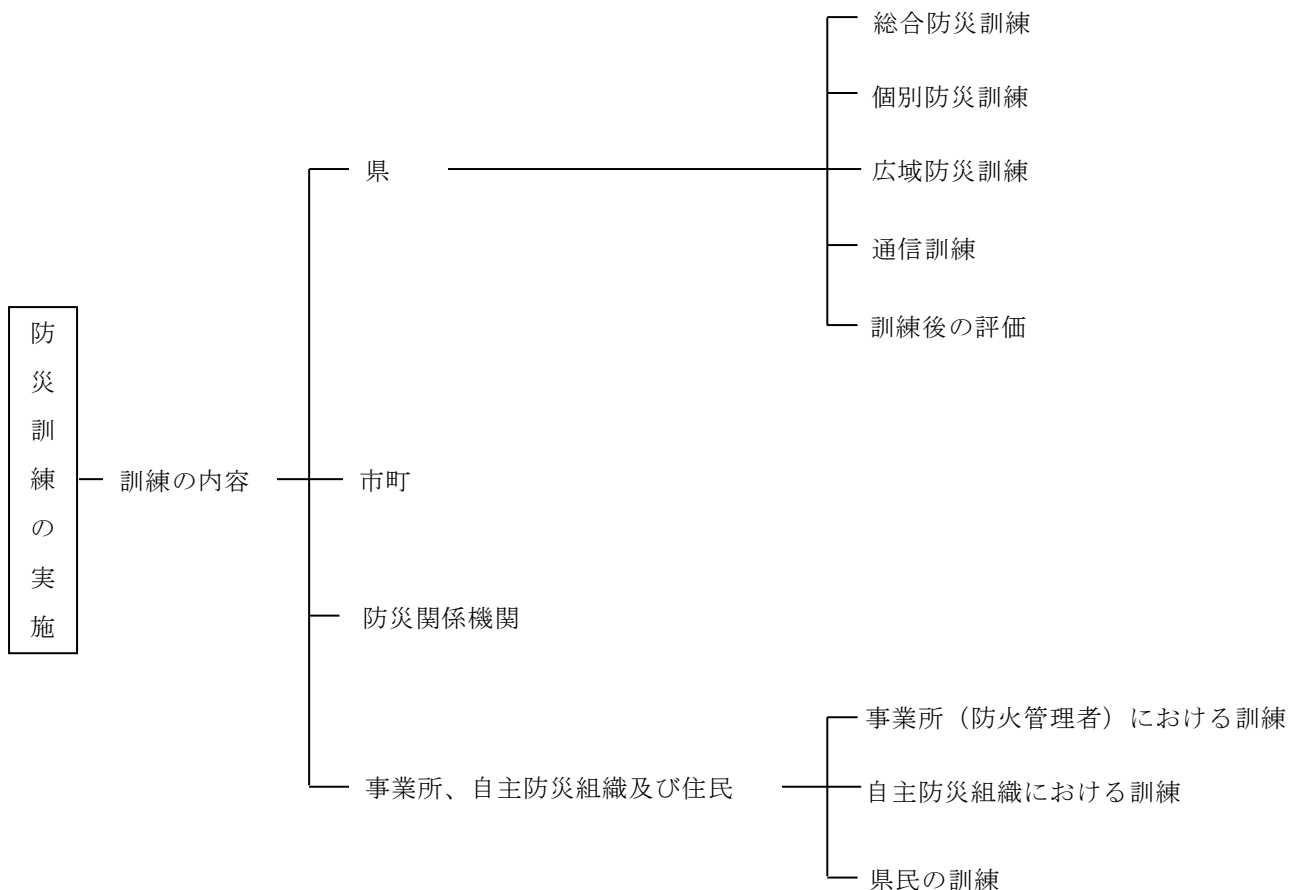 防災訓練の実施
訓練の内容
県
総合防災訓練
個別防災訓練
広域防災訓練
通信訓練
訓練後の評価
市町
防災関係機関
事業所、自主防災組織及び住民
事業所（防火管理者）における訓練
自主防災組織における訓練
県民の訓練